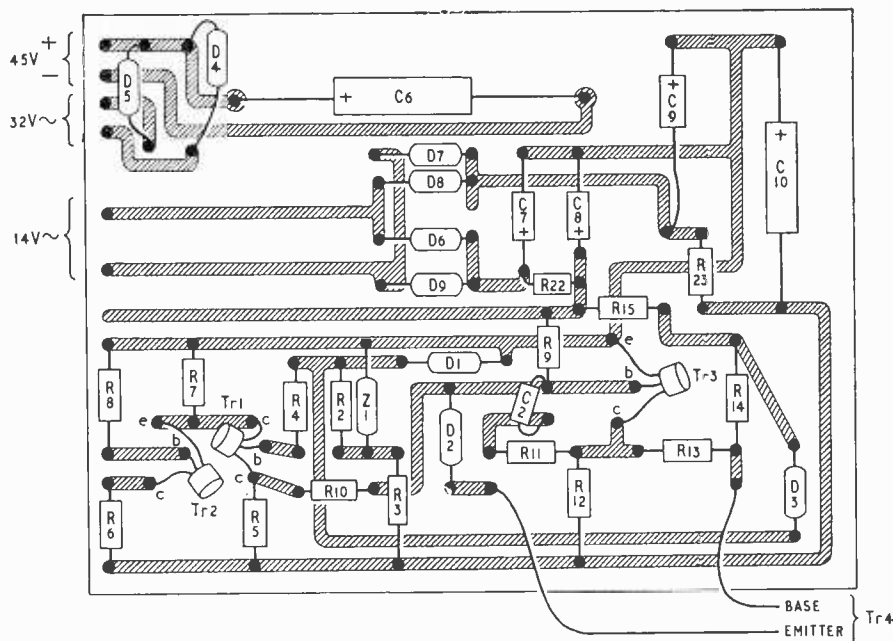 45V + −
D5
D4
+ C6
32V~
+ C9
+ C10
D7
D8
14V~
C7 +
C8 +
D6
D9
R22
R23
R15
R9
e
D1
b
Tr3
R8
R7
Tr1
R4
R2
Z1
C2
c
R14
e
c
b
b
D2
R11
R13
c
c
Tr2
R10
R3
R12
D3
R6
R5
BASE
EMITTER
Tr4